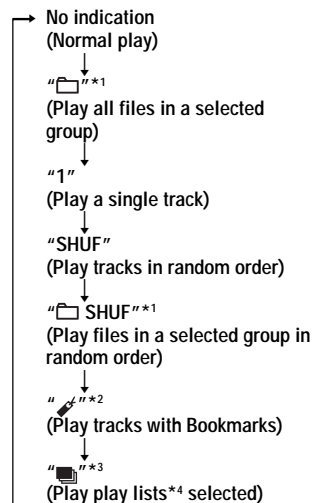 No indication
(Normal play)
“ ”*1
(Play all files in a selected
group)
“1”
(Play a single track)
“SHUF”
(Play tracks in random order)
“ SHUF”*1
(Play files in a selected group in
random order)
“ ”*2
(Play tracks with Bookmarks)
“ ”*3
(Play play lists*4 selected)